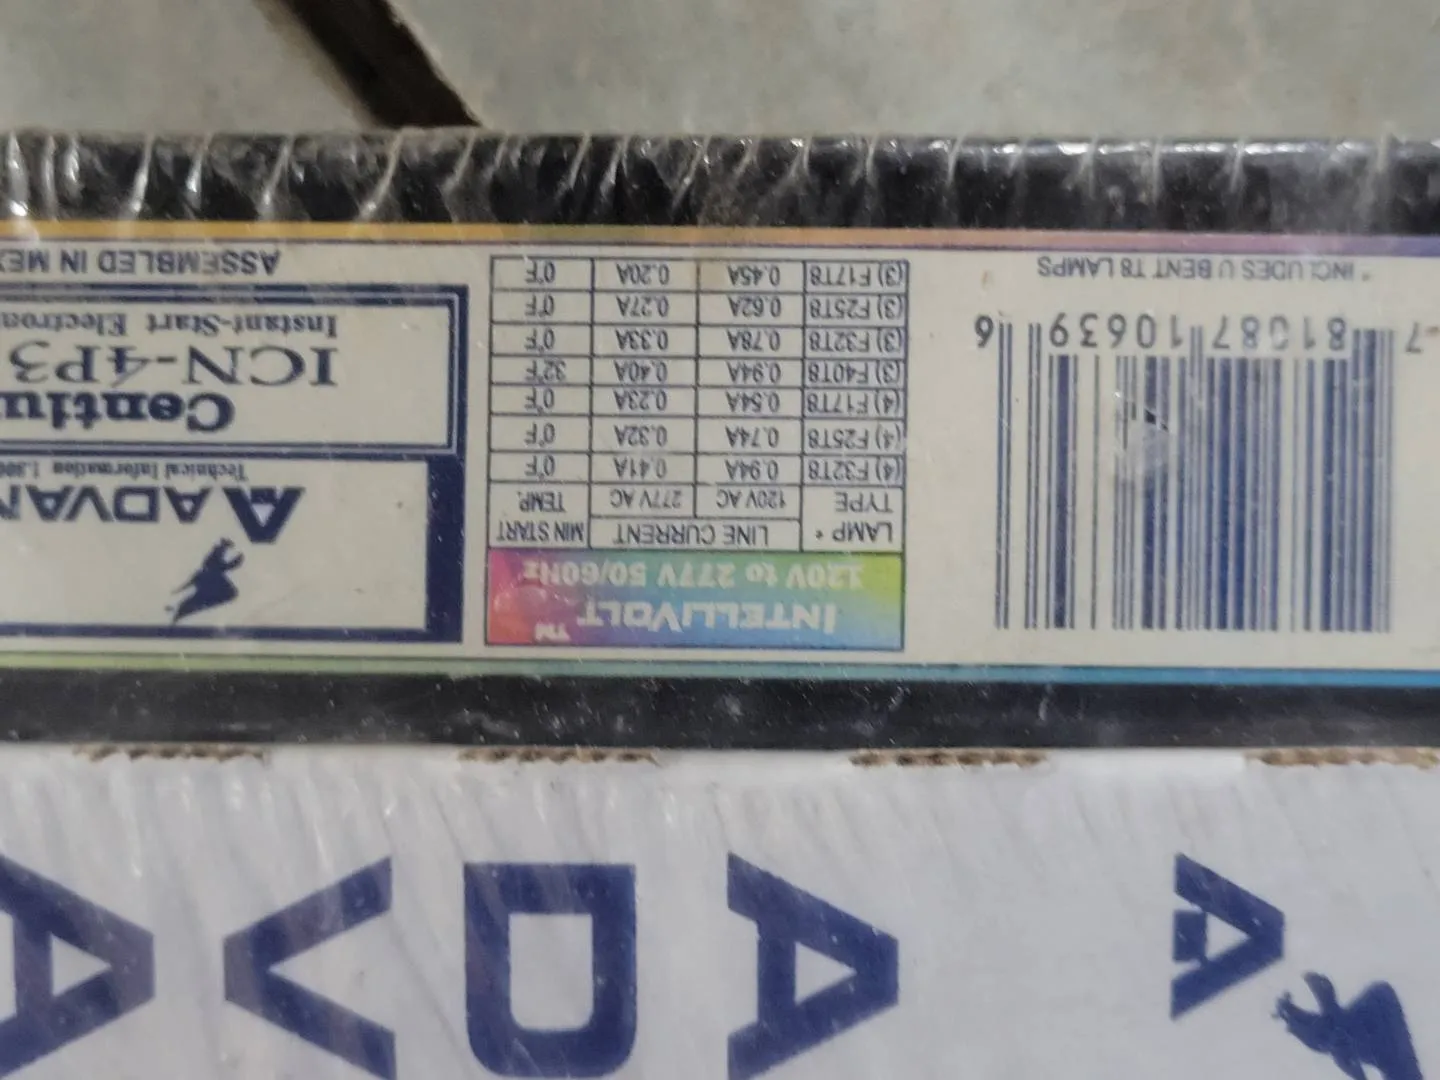 7 81087 10639 6
* INCLUDES U BENT T8 LAMPS
INTELLIVOLT™
120V to 277V 50/60Hz
LAMP * LINE CURRENT MIN START
TYPE 120V AC 277V AC TEMP.
(4) F32T8 0.94A 0.41A 0°F
(4) F25T8 0.74A 0.32A 0°F
(4) F17T8 0.54A 0.23A 0°F
(3) F40T8 0.94A 0.40A 32°F
(3) F32T8 0.78A 0.33A 0°F
(3) F25T8 0.62A 0.27A 0°F
(3) F17T8 0.45A 0.20A 0°F
ADVAN
Technical Information 1.800
Centiu
ICN-4P3
Instant-Start Electron
ASSEMBLED IN MEX
ADVA